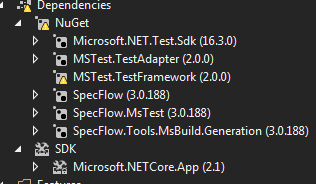 Dependencies
NuGet
Microsoft.NET.Test.Sdk (16.3.0)
MSTest.TestAdapter (2.0.0)
MSTest.TestFramework (2.0.0)
SpecFlow (3.0.188)
SpecFlow.MsTest (3.0.188)
SpecFlow.Tools.MsBuild.Generation (3.0.188)
SDK
Microsoft.NETCore.App (2.1)
Features